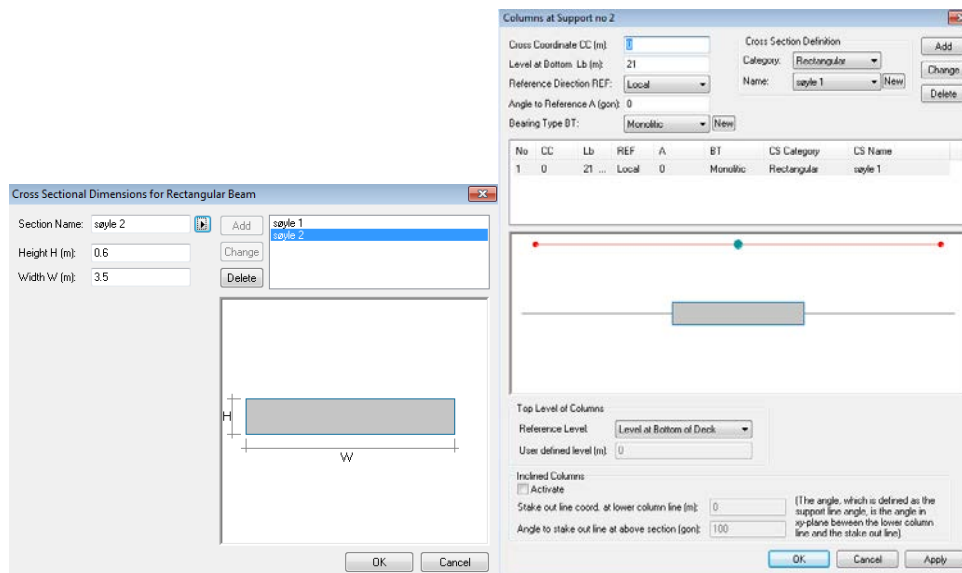 Cross Sectional Dimensions for Rectangular Beam
Section Name: søyle 2
Add
søyle 1
søyle 2
Height H (m): 0.6
Change
Width W (m): 3.5
Delete
H
W
OK Cancel
Columns at Support no 2
Cross Coordinate CC (m): 0
Level at Bottom Lb (m): 21
Reference Direction REF: Local
Angle to Reference A (gon): 0
Bearing Type BT: Monolitic New
Cross Section Definition
Category: Rectangular
Name: søyle 1 New
Add
Change
Delete
No CC Lb REF A BT CS Category CS Name
1 0 21 ... Local 0 Monolitic Rectangular søyle 1
Top Level of Columns
Reference Level: Level at Bottom of Deck
User defined level (m): 0
Inclined Columns
Activate
Stake out line coord. at lower column line (m): 0
Angle to stake out line at above section (gon): 100
(The angle, which is defined as the
support line angle, is the angle in
xy-plane beween the lower column
line and the stake out line)
OK Cancel Apply